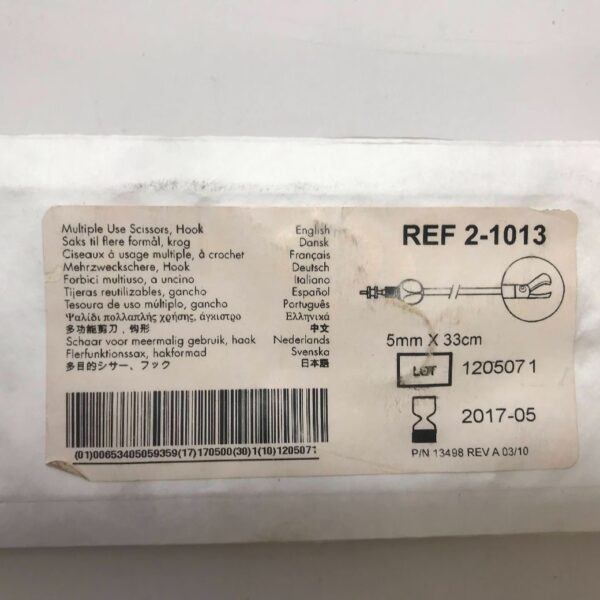 Multiple Use Scissors, Hook English
Saks til flere formål, krog Dansk
Ciseaux à usage multiple, à crochet Français
Mehrzweckschere, Hook Deutsch
Forbici multiuso, a uncino Italiano
Tijeras reutilizables, gancho Español
Tesoura de uso múltiplo, gancho Português
Ψαλίδι πολλαπλής χρήσης, άγκιστρο Ελληνικά
多功能剪刀，钩形 中文
Schaar voor meermalig gebruik, haak Nederlands
Flerfunktionssax, hakformad Svenska
多目的シサー、フック 日本語
(01)00653405059359(17)170500(30)1(10)1205071
REF 2-1013
5mm X 33cm
LOT 1205071
2017-05
P/N 13498 REV A 03/10